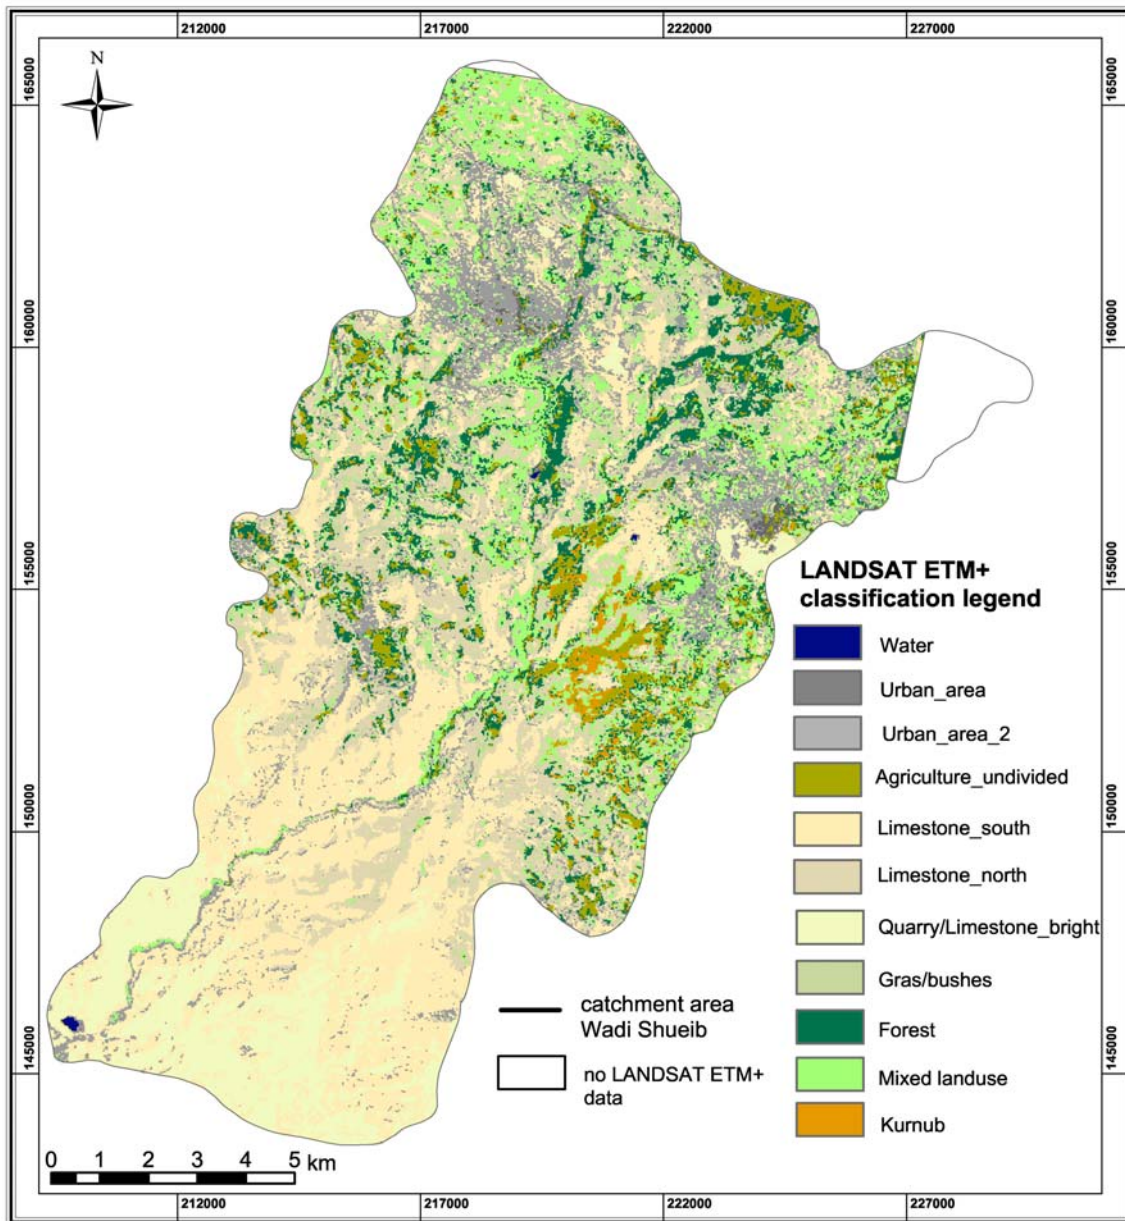 212000 217000 222000 227000
N
165000 165000
160000 160000
155000 155000
150000 150000
145000 145000
LANDSAT ETM+
classification legend
Water
Urban_area
Urban_area_2
Agriculture_undivided
Limestone_south
Limestone_north
Quarry/Limestone_bright
Gras/bushes
Forest
Mixed landuse
Kurnub
catchment area
Wadi Shueib
no LANDSAT ETM+
data
0 1 2 3 4 5 km
212000 217000 222000 227000